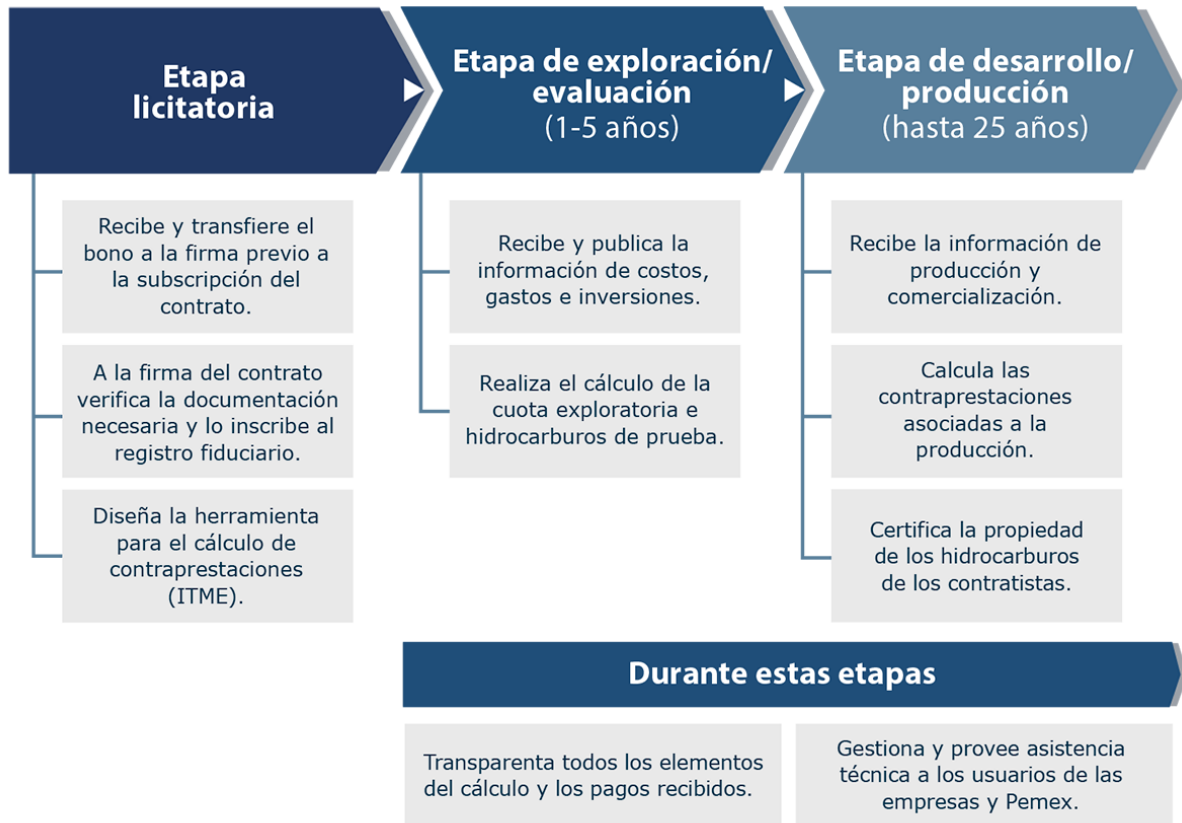 Etapa
licitatoria
Recibe y transfiere el
bono a la firma previo a
la subscripción del
contrato.
A la firma del contrato
verifica la documentación
necesaria y lo inscribe al
registro fiduciario.
Diseña la herramienta
para el cálculo de
contraprestaciones
(ITME).
Etapa de exploración/
evaluación
(1-5 años)
Recibe y publica la
información de costos,
gastos e inversiones.
Realiza el cálculo de la
cuota exploratoria e
hidrocarburos de prueba.
Etapa de desarrollo/
producción
(hasta 25 años)
Recibe la información de
producción y
comercialización.
Calcula las
contraprestaciones
asociadas a la
producción.
Certifica la propiedad
de los hidrocarburos
de los contratistas.
Durante estas etapas
Transparenta todos los elementos
del cálculo y los pagos recibidos.
Gestiona y provee asistencia
técnica a los usuarios de las
empresas y Pemex.